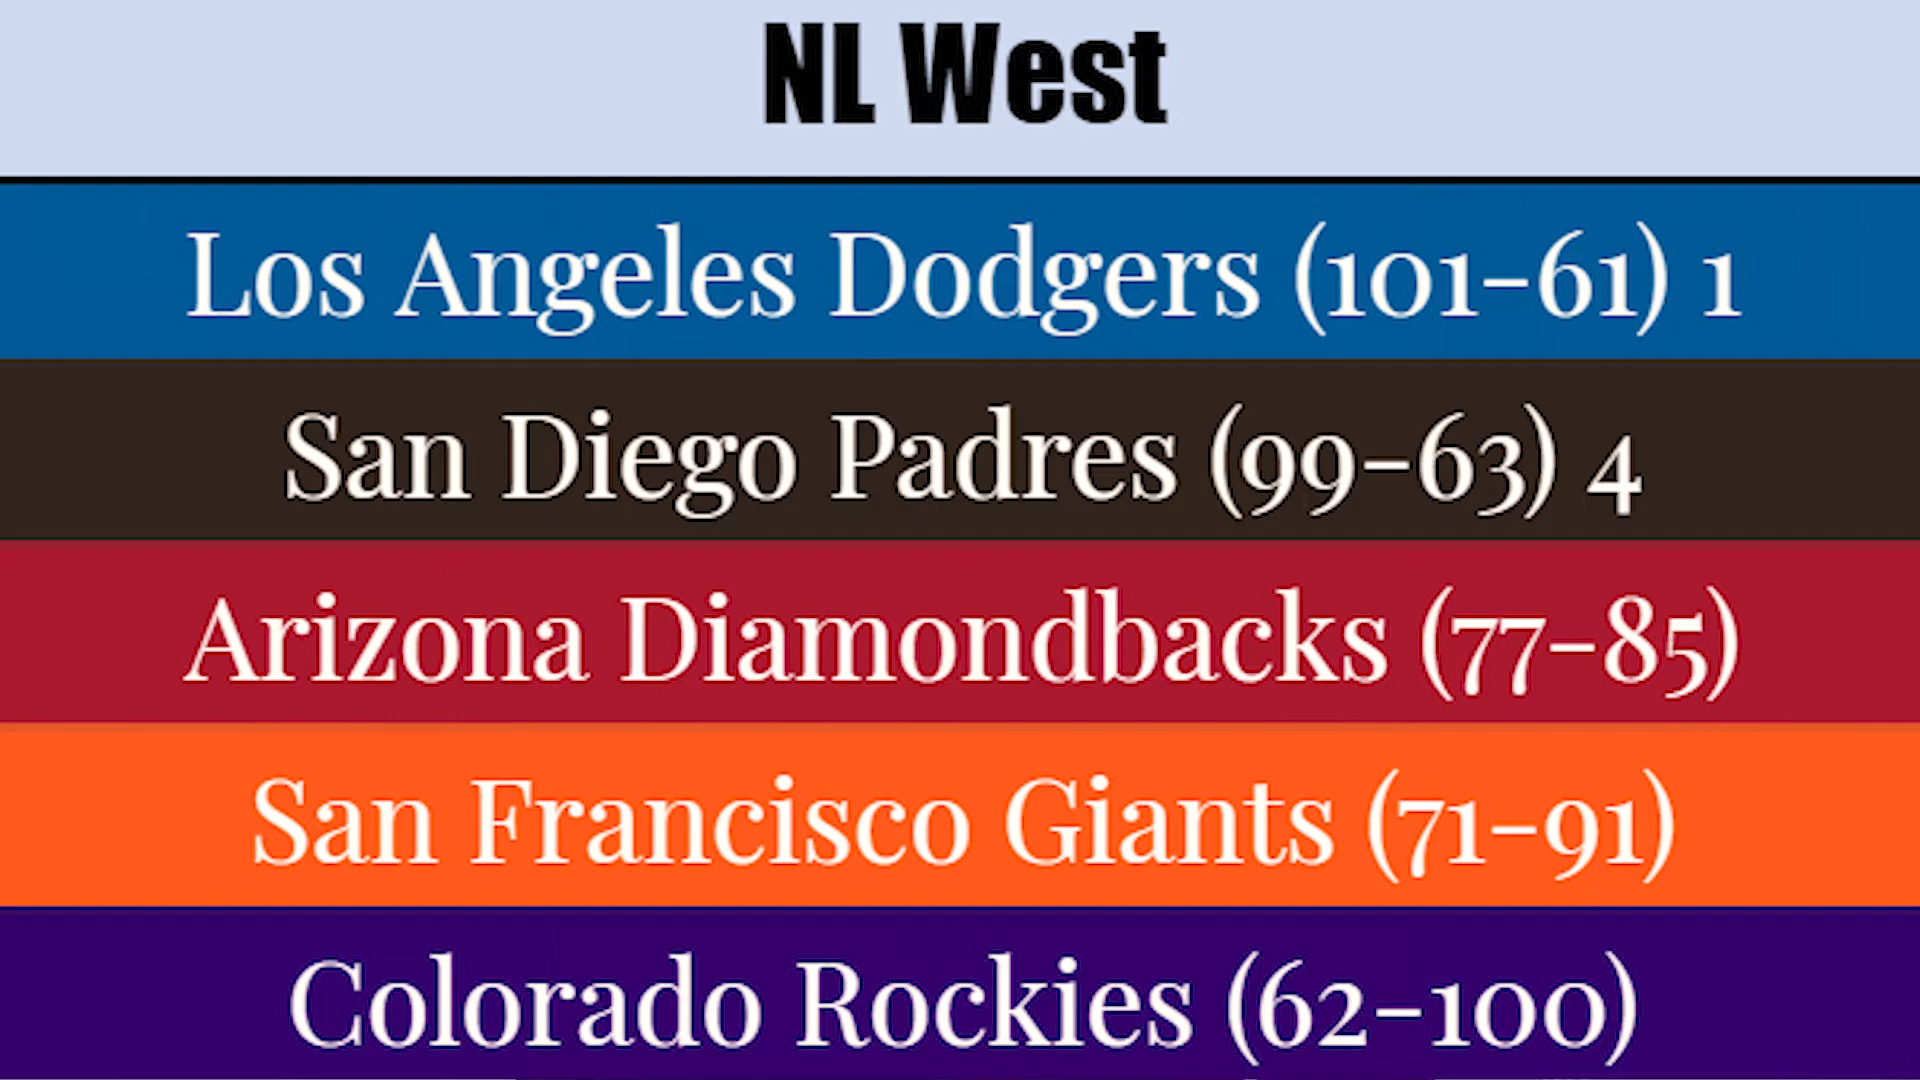 NL West
Los Angeles Dodgers (101-61) 1
San Diego Padres (99-63) 4
Arizona Diamondbacks (77-85)
San Francisco Giants (71-91)
Colorado Rockies (62-100)